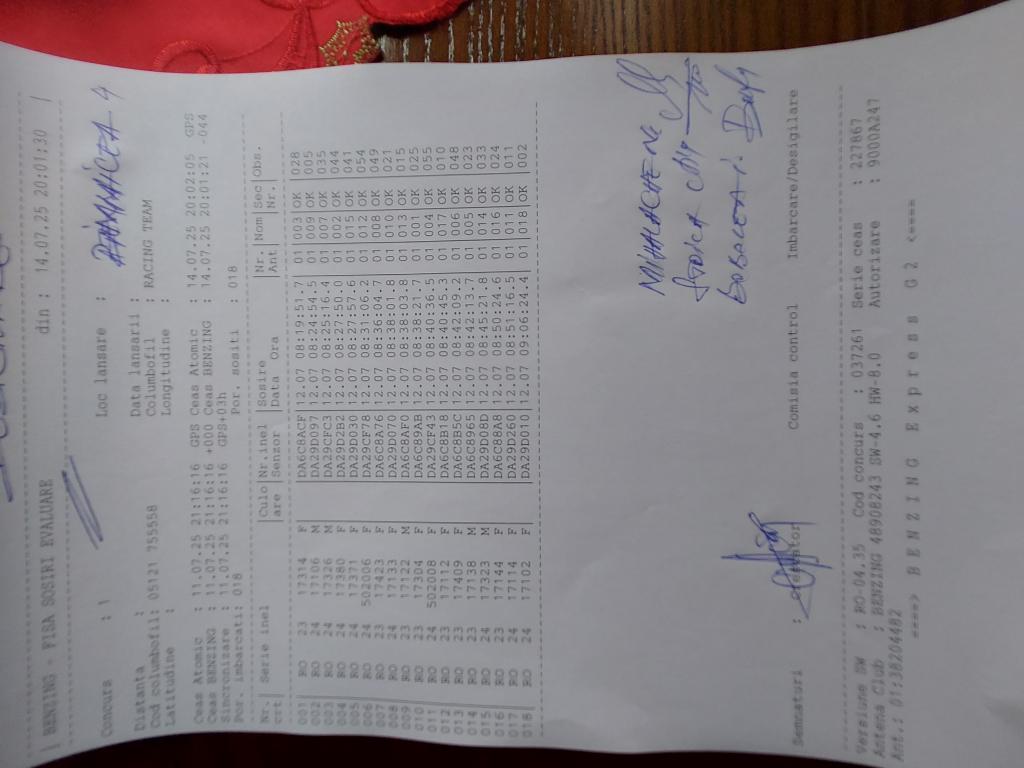 | BENZING - FISA SOSIRI EVALUARE din : 14.07.25 20:01:30 |
Concurs : 1 Loc lansare :
Distanta : Data lansarii :
Cod columbofil: 05121 755558 Columbofil : RACING TEAM
Latitudine : Longitudine :
Ceas Atomic : 11.07.25 21:16:16 GPS Ceas Atomic : 14.07.25 20:02:05 GPS
Ceas BENZING : 11.07.25 21:16:16 +000 Ceas BENZING : 14.07.25 20:01:21 -044
Sincronizare : 11.07.25 21:16:16 GPS+03h
Por. imbarcati: 018 Por. sositi : 018
Nr. Serie inel |Culo|Nr.inel |Sosire |Nr. |Nom|Sec|Obs.
crt| |are |Senzor |Data Ora |Ant| |Nr.|
001| RO 23 17314 F |DA6C8ACF|12.07 08:19:51.7 |01|003|OK 028
002| RO 24 17106 M |DA29D097|12.07 08:24:54.5 |01|009|OK 005
003| RO 24 17326 M |DA29CFC3|12.07 08:25:16.4 |01|007|OK 035
004| RO 24 17380 F |DA29D2B2|12.07 08:27:50.0 |01|002|OK 044
005| RO 24 17371 F |DA29D030|12.07 08:27:57.6 |01|015|OK 041
006| RO 24 502006 F |DA29CF78|12.07 08:31:06.2 |01|012|OK 054
007| RO 23 17423 F |DA6C8A76|12.07 08:36:04.7 |01|008|OK 049
008| RO 24 17233 F |DA29D070|12.07 08:38:01.8 |01|010|OK 021
009| RO 23 17122 M |DA6C8AF0|12.07 08:38:03.8 |01|013|OK 015
010| RO 23 17304 F |DA6C89AB|12.07 08:38:21.7 |01|001|OK 025
011| RO 24 502008 F |DA29CF43|12.07 08:40:36.5 |01|004|OK 055
012| RO 23 17112 F |DA6C8B18|12.07 08:40:45.3 |01|017|OK 010
013| RO 23 17409 F |DA6C8B5C|12.07 08:42:09.2 |01|006|OK 048
014| RO 23 17138 M |DA6C8965|12.07 08:42:13.7 |01|005|OK 023
015| RO 24 17323 M |DA29D08D|12.07 08:45:21.8 |01|014|OK 033
016| RO 23 17144 F |DA6C88A8|12.07 08:50:24.6 |01|016|OK 024
017| RO 24 17114 F |DA29D260|12.07 08:51:16.5 |01|011|OK 011
018| RO 24 17102 F |DA29D010|12.07 09:06:24.4 |01|018|OK 002
MIHALACHE
Semnaturi : Comisia control Imbarcare/Desigilare
Versiune SW : RO-04.35 Cod concurs : 037261 Serie ceas : 227867
Antena Club : BENZING 48908243 SW-4.6 HW-8.0 Autorizare : 9000A247
Ant.: 01:38204482
====> B E N Z I N G E x p r e s s G 2 <====